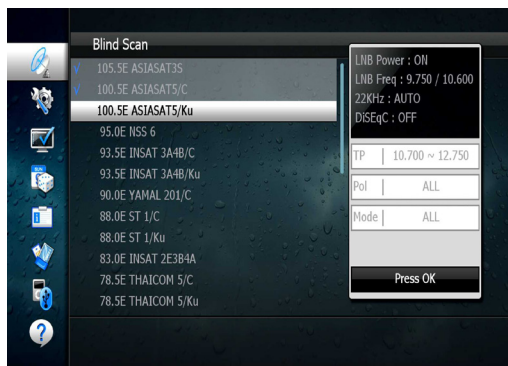 Blind Scan
105.5E ASIASAT3S
100.5E ASIASAT5/C
100.5E ASIASAT5/Ku
95.0E NSS 6
93.5E INSAT 3A4B/C
93.5E INSAT 3A4B/Ku
90.0E YAMAL 201/C
88.0E ST 1/C
88.0E ST 1/Ku
83.0E INSAT 2E3B4A
78.5E THAICOM 5/C
78.5E THAICOM 5/Ku
LNB Power : ON
LNB Freq : 9.750 / 10.600
22KHz : AUTO
DiSEqC : OFF
TP | 10.700 ~ 12.750
Pol | ALL
Mode | ALL
Press OK